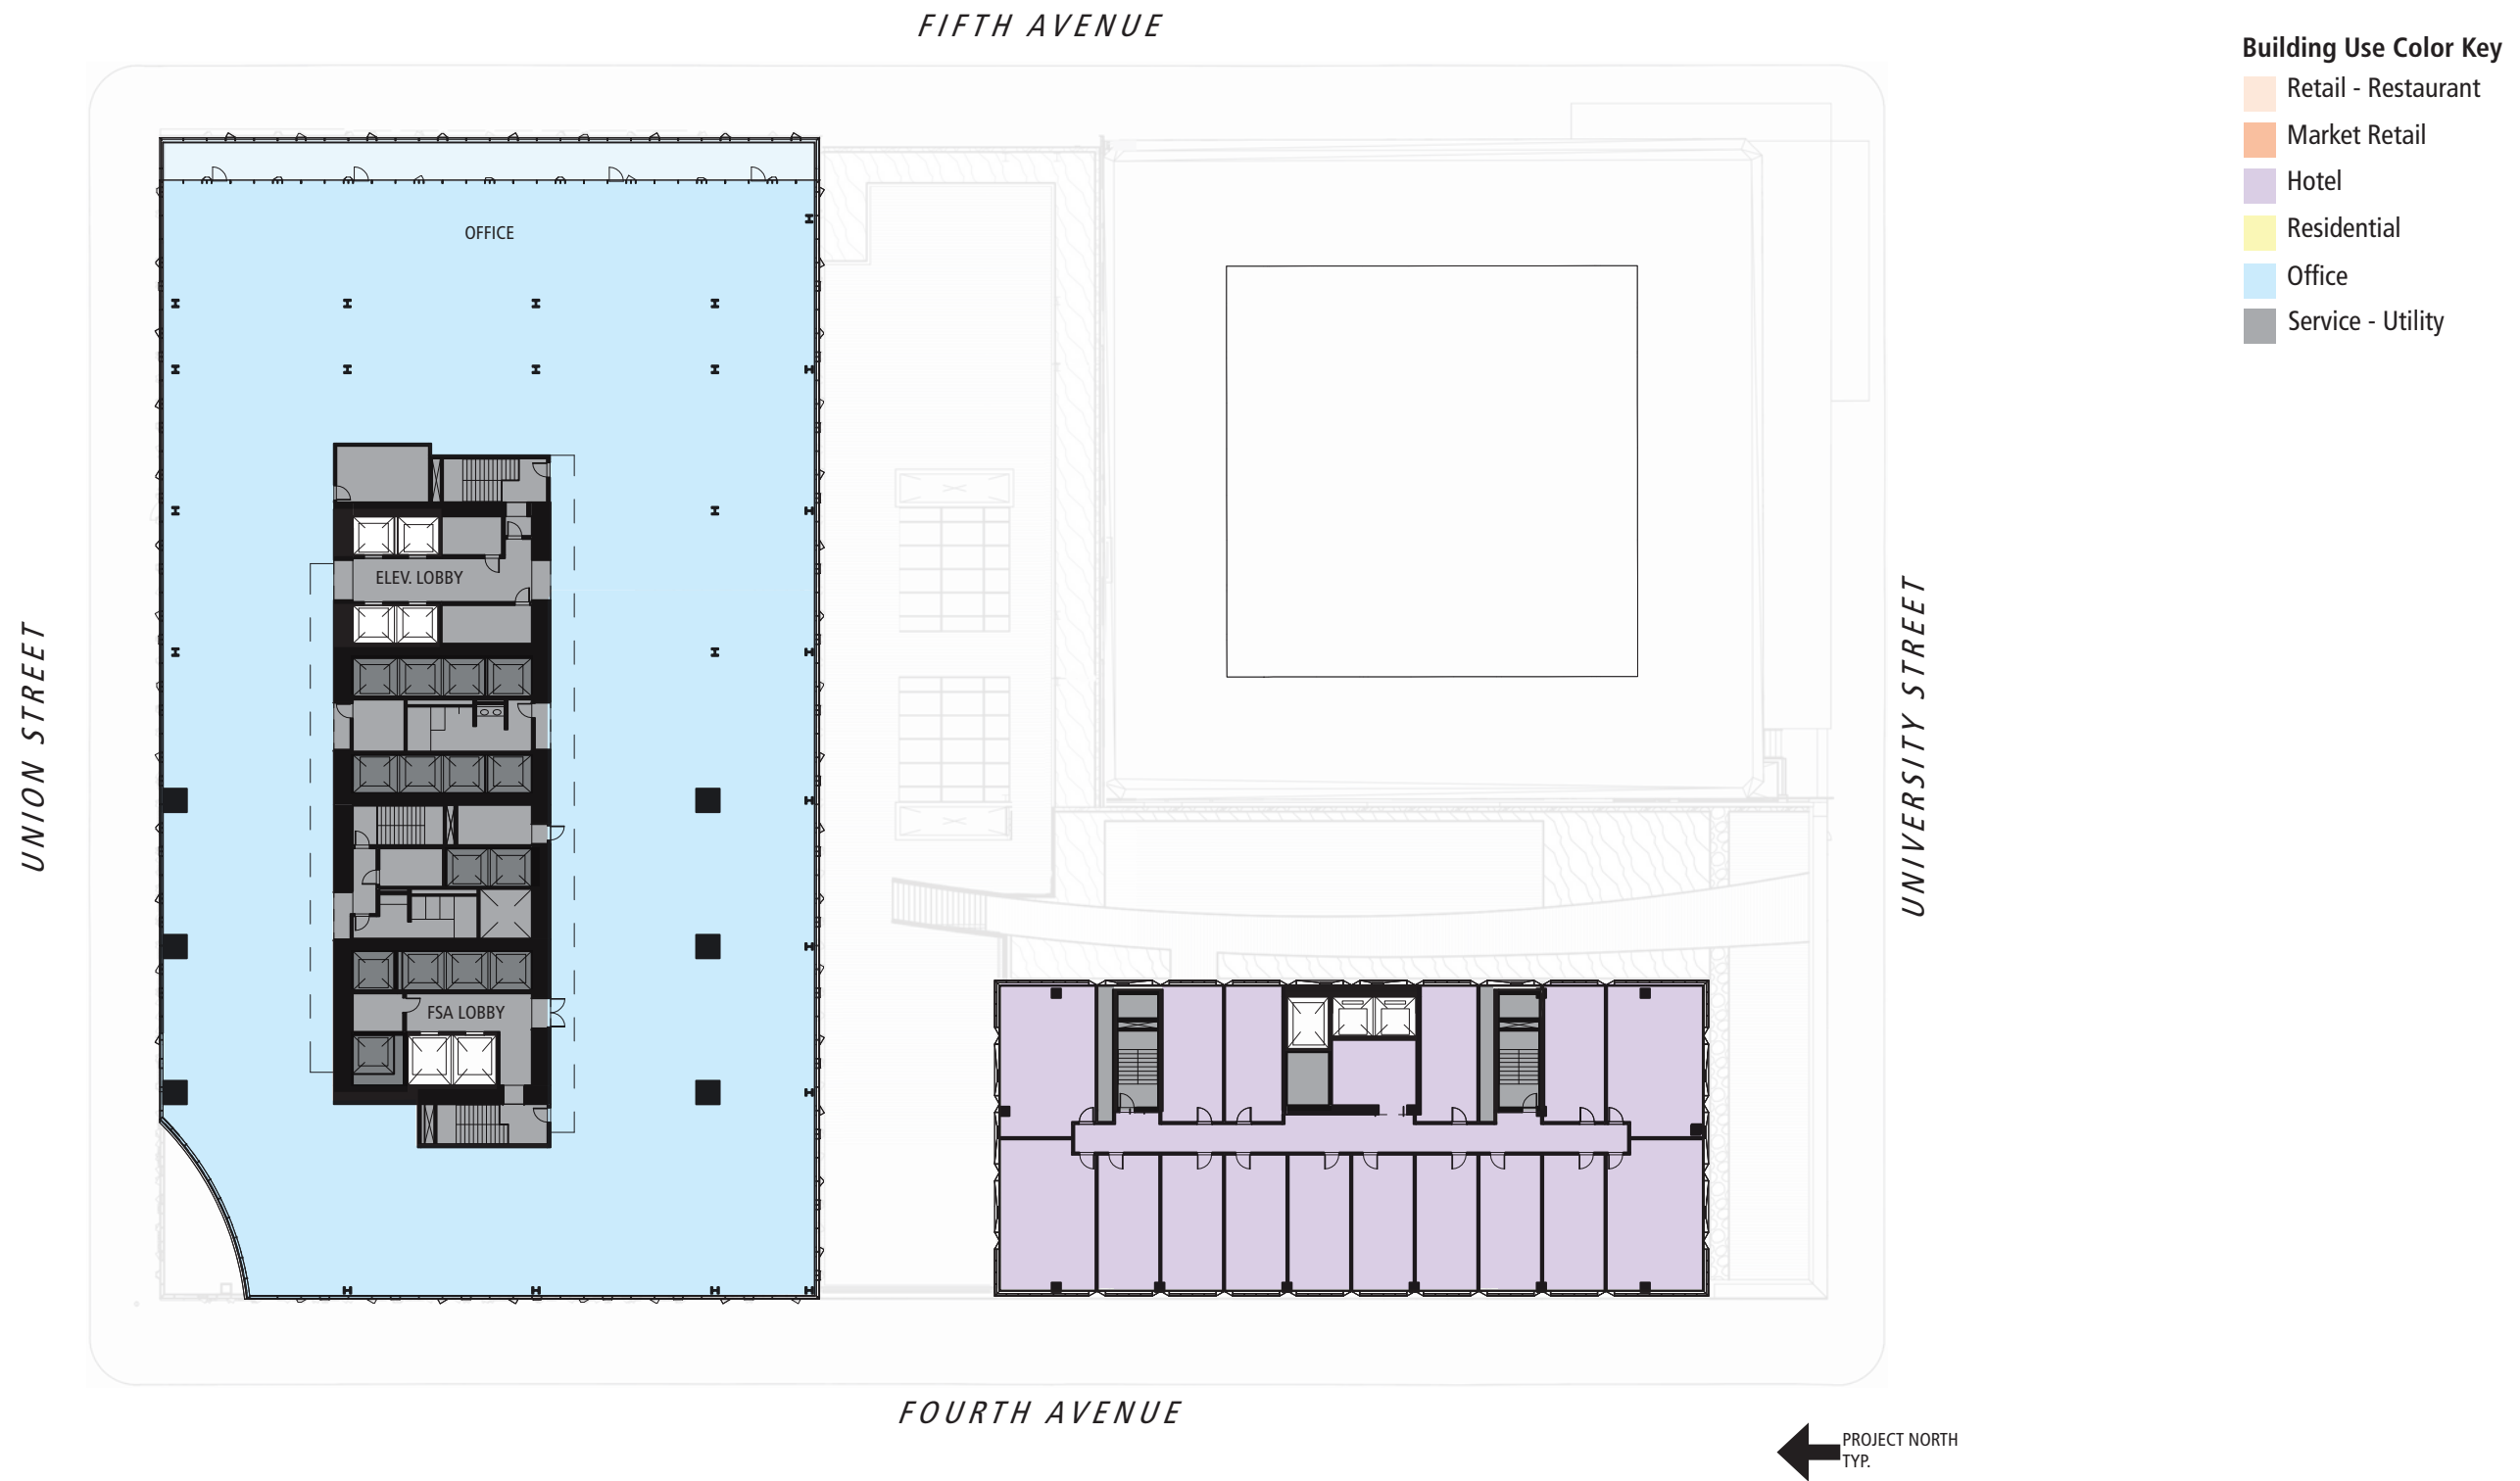 FIFTH AVENUE
Building Use Color Key
Retail - Restaurant
Market Retail
Hotel
Residential
Office
Service - Utility
OFFICE
ELEV. LOBBY
UNION STREET
UNIVERSITY STREET
FSA LOBBY
FOURTH AVENUE
PROJECT NORTH
TYP.